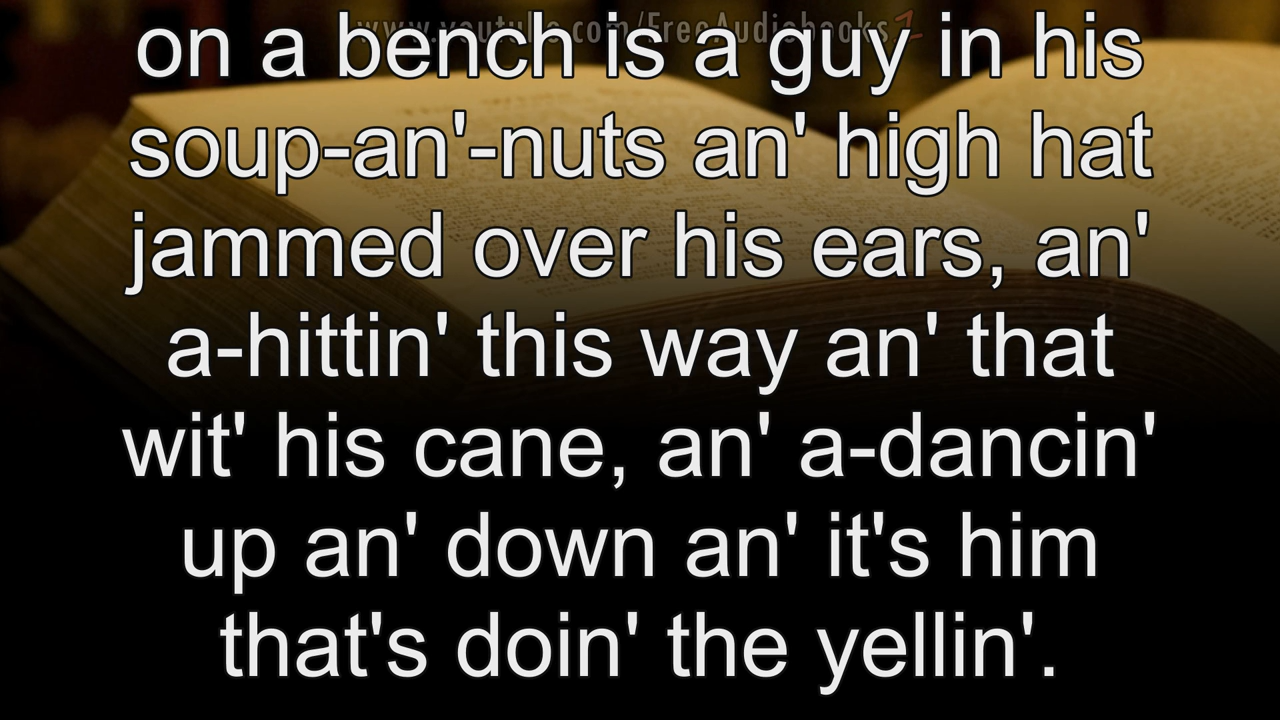 www.youtube.com/FreeAudiobooks1
on a bench is a guy in his
soup-an'-nuts an' high hat
jammed over his ears, an'
a-hittin' this way an' that
wit' his cane, an' a-dancin'
up an' down an' it's him
that's doin' the yellin'.